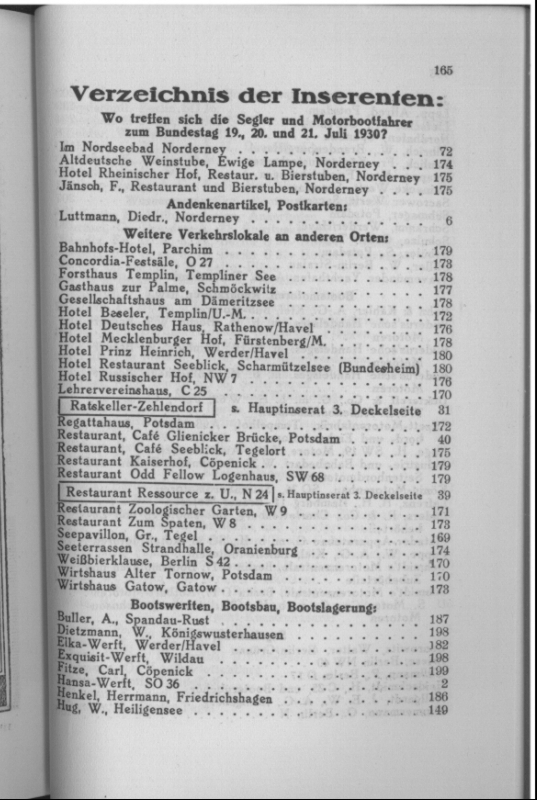 165
Verzeichnis der Inserenten:
Wo treffen sich die Segler und Motorbootfahrer
zum Bundestag 19., 20. und 21. Juli 1930?
Im Nordseebad Norderney . . . . . . . . . . . . . . 72
Altdeutsche Weinstube, Ewige Lampe, Norderney . . . . 174
Hotel Rheinischer Hof, Restaur. u. Bierstuben, Norderney 175
Jänsch, F., Restaurant und Bierstuben, Norderney . . . . 175
Andenkenartikel, Postkarten:
Luttmann, Diedr., Norderney . . . . . . . . . . . . . 6
Weitere Verkehrslokale an anderen Orten:
Bahnhofs-Hotel, Parchim . . . . . . . . . . . . . . 179
Concordia-Festsäle, O 27 . . . . . . . . . . . . . . 173
Forsthaus Templin, Templiner See . . . . . . . . . . 178
Gasthaus zur Palme, Schmöckwitz . . . . . . . . . . 177
Gesellschaftshaus am Dämeritzsee . . . . . . . . . . 178
Hotel Baseler, Templin/U.-M. . . . . . . . . . . . . 172
Hotel Deutsches Haus, Rathenow/Havel . . . . . . . . 176
Hotel Mecklenburger Hof, Fürstenberg/M. . . . . . . . 178
Hotel Prinz Heinrich, Werder/Havel . . . . . . . . . 180
Hotel Restaurant Seeblick, Scharmützelsee (Bundesheim) 180
Hotel Russischer Hof, NW 7 . . . . . . . . . . . . . 176
Lehrervereinshaus, C 25 . . . . . . . . . . . . . . 170
Ratskeller-Zehlendorf s. Hauptinserat 3. Deckelseite 31
Regattahaus, Potsdam . . . . . . . . . . . . . . . 172
Restaurant, Café Glienicker Brücke, Potsdam . . . . . . 40
Restaurant, Café Seeblick, Tegelort . . . . . . . . . 175
Restaurant Kaiserhof, Cöpenick . . . . . . . . . . . 179
Restaurant Odd Fellow Logenhaus, SW 68 . . . . . . . 179
Restaurant Ressource z. U., N 24 s. Hauptinserat 3. Deckelseite 39
Restaurant Zoologischer Garten, W 9 . . . . . . . . . 171
Restaurant Zum Spaten, W 8 . . . . . . . . . . . . . 173
Seepavillon, Gr., Tegel . . . . . . . . . . . . . . 169
Seeterrassen Strandhalle, Oranienburg . . . . . . . . 174
Weißbierklause, Berlin S 42 . . . . . . . . . . . . . 170
Wirtshaus Alter Tornow, Potsdam . . . . . . . . . . 170
Wirtshaus Gatow, Gatow . . . . . . . . . . . . . . 173
Bootswerften, Bootsbau, Bootslagerung:
Buller, A., Spandau-Rust . . . . . . . . . . . . . . 187
Dietzmann, W., Königswusterhausen . . . . . . . . . 198
Eika-Werft, Werder/Havel . . . . . . . . . . . . . 182
Exquisit-Werft, Wildau . . . . . . . . . . . . . . 198
Fitze, Carl, Cöpenick . . . . . . . . . . . . . . . 199
Hansa-Werft, SO 36 . . . . . . . . . . . . . . . . 2
Henkel, Herrmann, Friedrichshagen . . . . . . . . . . 186
Hug, W., Heiligensee . . . . . . . . . . . . . . . 149